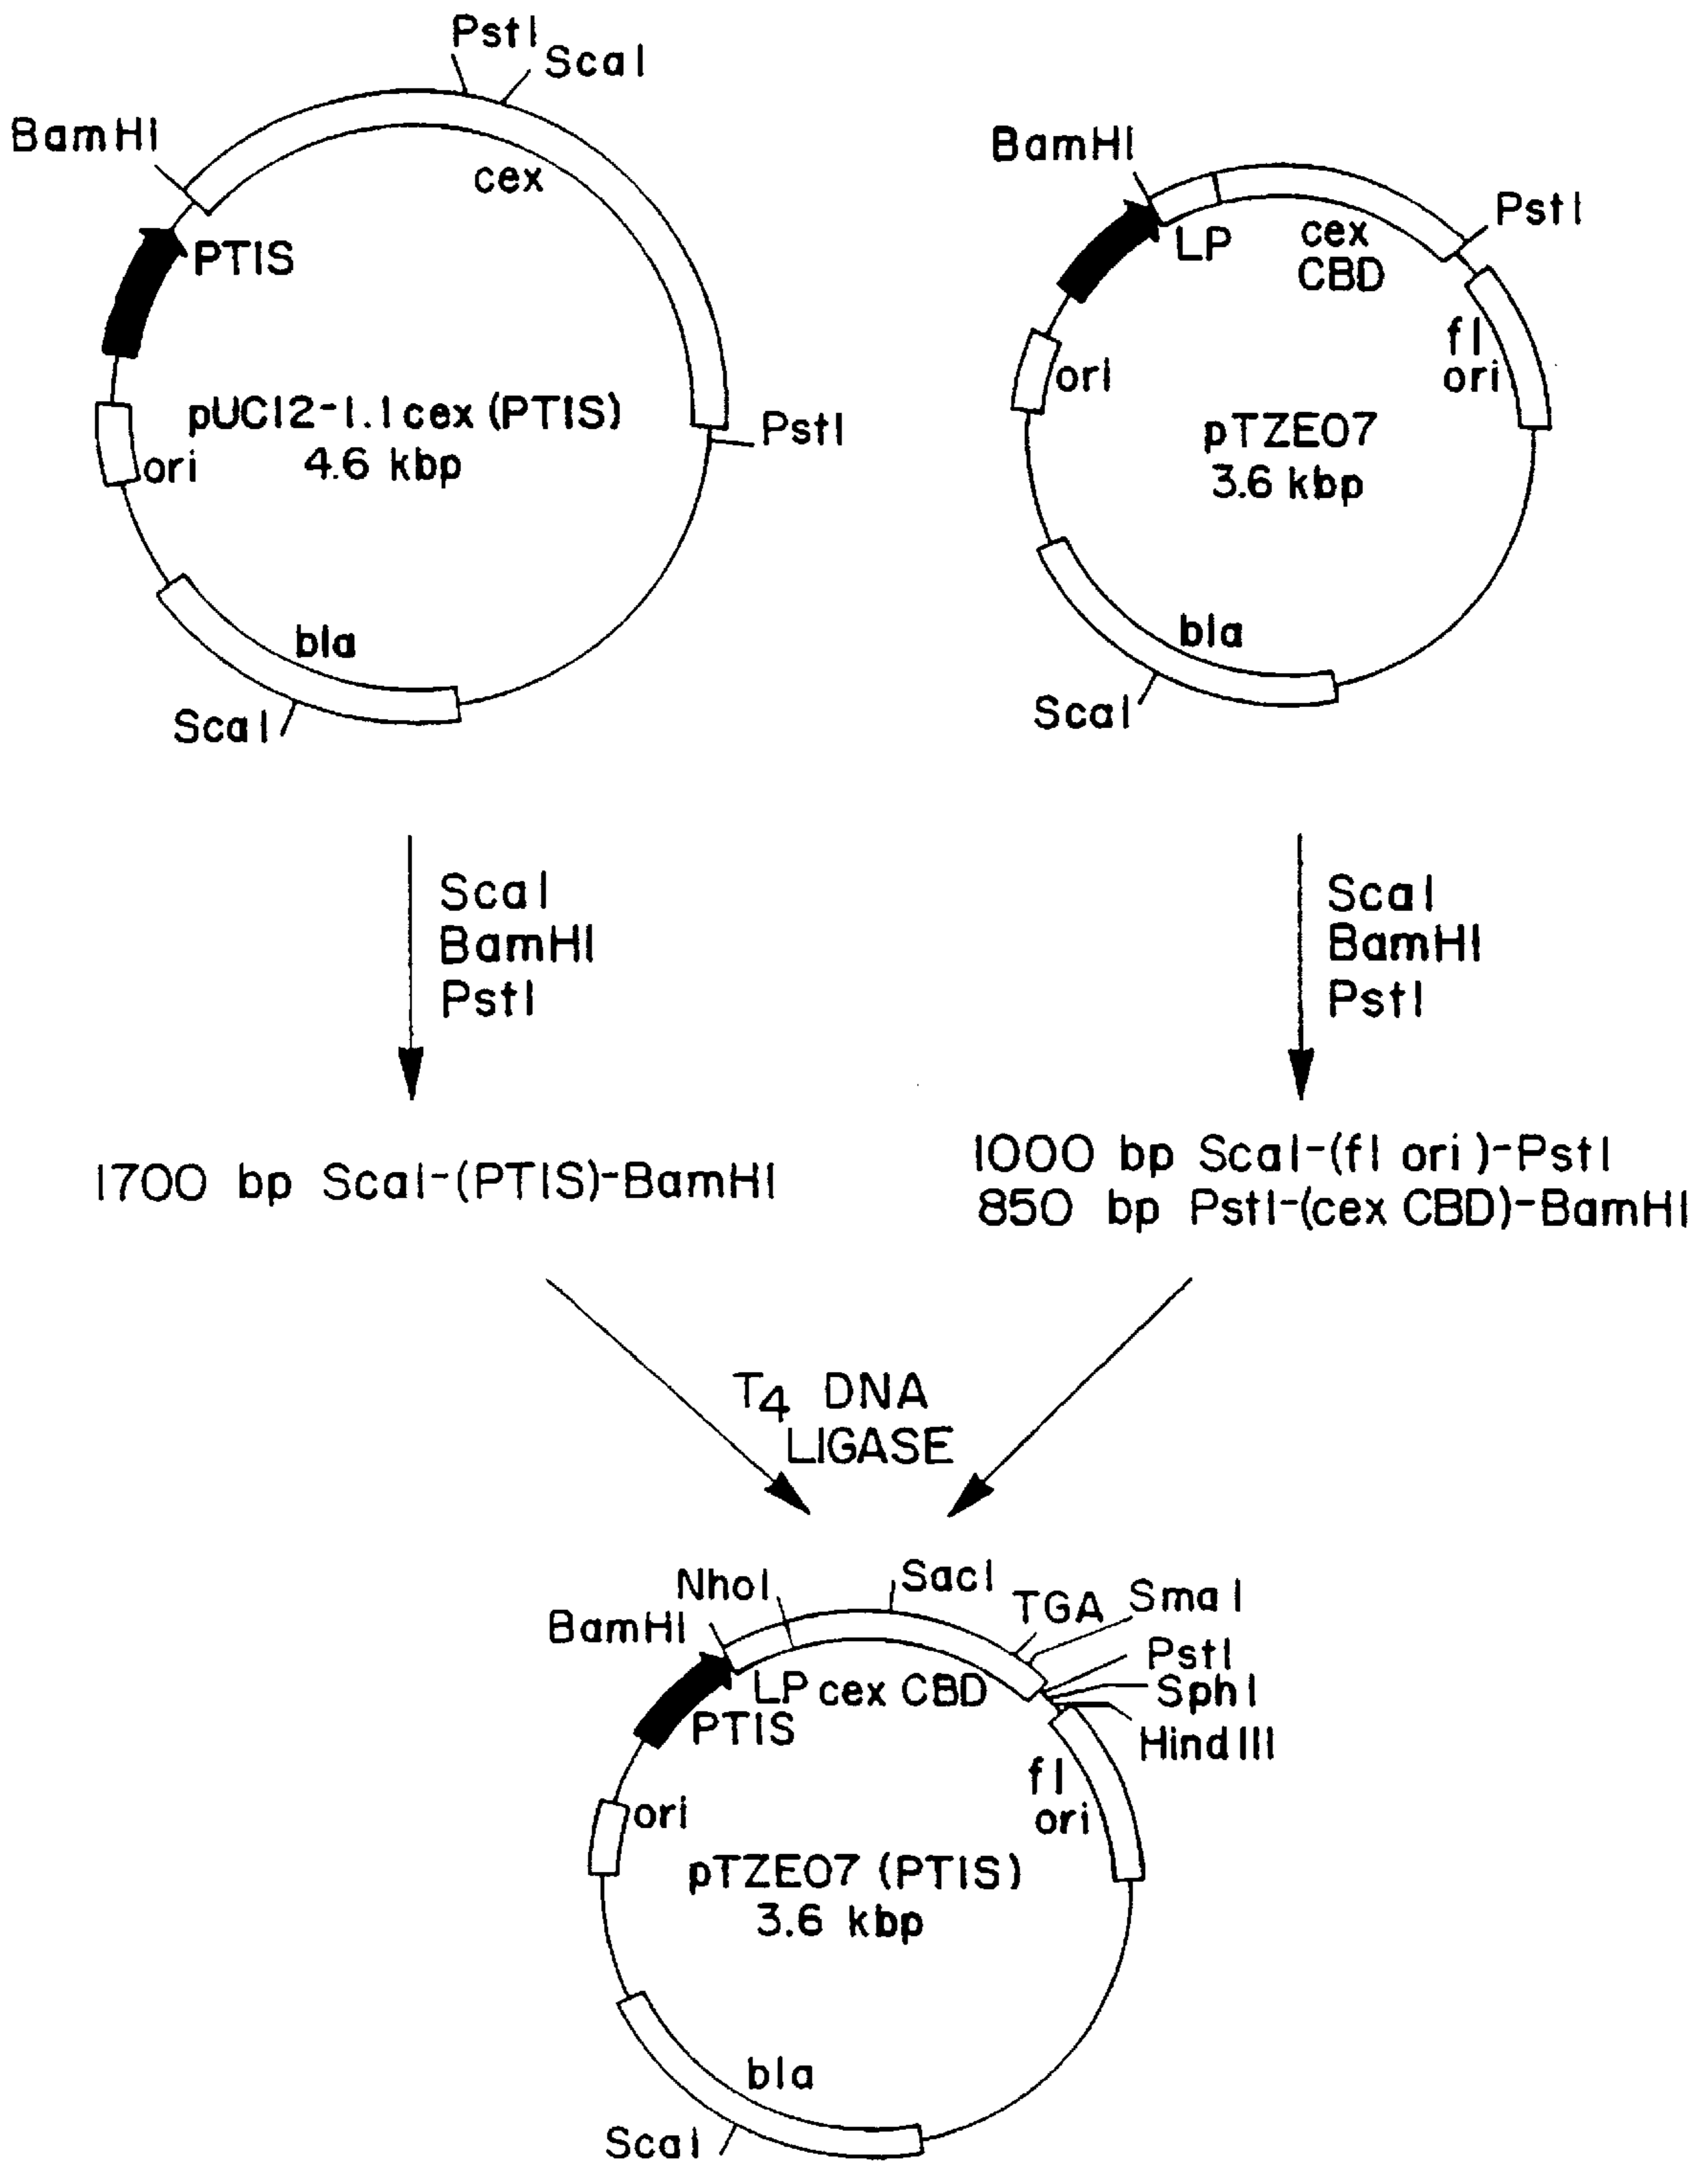 PstI
ScaI
BamHI
cex
PTIS
pUC12-1.1cex (PTIS)
4.6 kbp
PstI
ori
bla
ScaI
BamHI
PstI
LP
cex
CBD
f1
ori
ori
pTZE07
3.6 kbp
bla
ScaI
ScaI
BamHI
PstI
ScaI
BamHI
PstI
1700 bp ScaI-(PTIS)-BamHI
1000 bp ScaI-(f1 ori)-PstI
850 bp PstI-(cex CBD)-BamHI
T4 DNA
LIGASE
NhoI
SacI
TGA
SmaI
BamHI
PstI
SphI
HindIII
LP cex CBD
PTIS
f1
ori
ori
pTZE07 (PTIS)
3.6 kbp
bla
ScaI